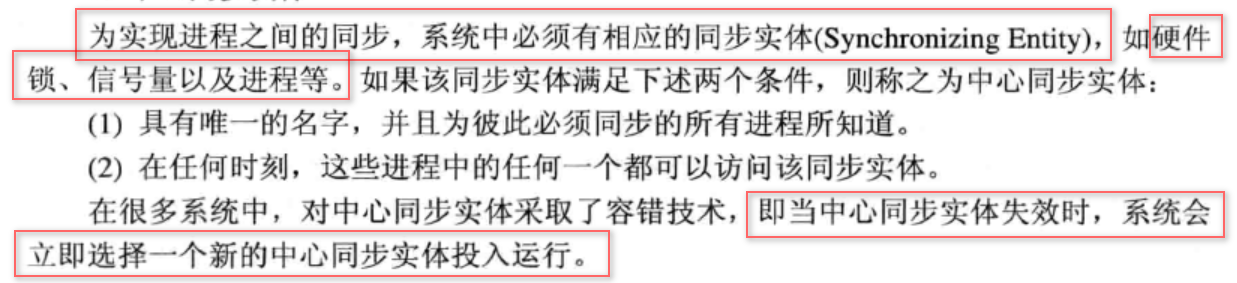 为实现进程之间的同步，系统中必须有相应的同步实体(Synchronizing Entity)，如硬件
锁、信号量以及进程等。如果该同步实体满足下述两个条件，则称之为中心同步实体：
(1) 具有唯一的名字，并且为彼此必须同步的所有进程所知道。
(2) 在任何时刻，这些进程中的任何一个都可以访问该同步实体。
在很多系统中，对中心同步实体采取了容错技术，即当中心同步实体失效时，系统会
立即选择一个新的中心同步实体投入运行。